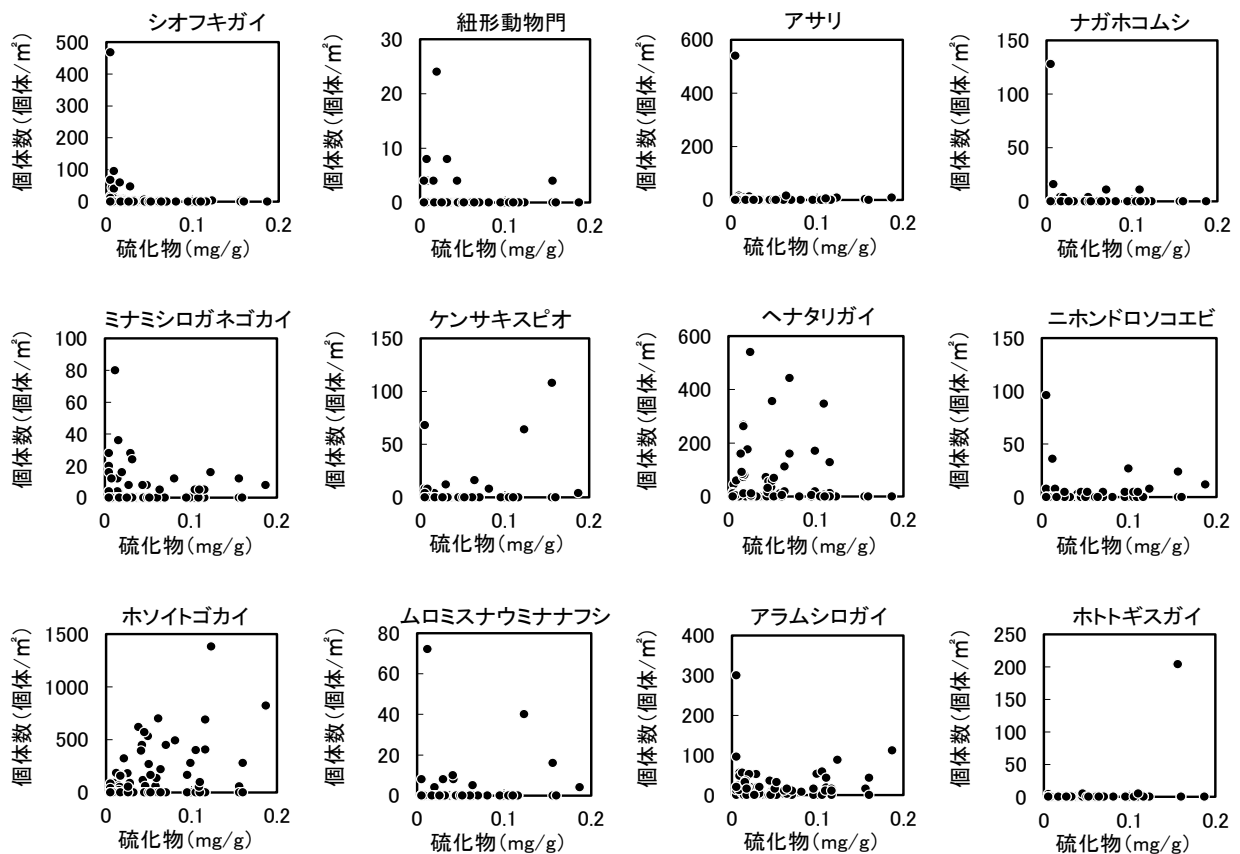 シオフキガイ
個体数(個体/㎡)
500
400
300
200
100
0
0
0.1
0.2
硫化物(mg/g)
紐形動物門
個体数(個体/㎡)
30
20
10
0
0
0.1
0.2
硫化物(mg/g)
アサリ
個体数(個体/㎡)
600
400
200
0
0
0.1
0.2
硫化物(mg/g)
ナガホコムシ
個体数(個体/㎡)
150
100
50
0
0
0.1
0.2
硫化物(mg/g)
ミナミシロガネゴカイ
個体数(個体/㎡)
100
80
60
40
20
0
0
0.1
0.2
硫化物(mg/g)
ケンサキスピオ
個体数(個体/㎡)
150
100
50
0
0
0.1
0.2
硫化物(mg/g)
ヘナタリガイ
個体数(個体/㎡)
600
400
200
0
0
0.1
0.2
硫化物(mg/g)
ニホンドロソコエビ
個体数(個体/㎡)
150
100
50
0
0
0.1
0.2
硫化物(mg/g)
ホソイトゴカイ
個体数(個体/㎡)
1500
1000
500
0
0
0.1
0.2
硫化物(mg/g)
ムロミスナウミナナフシ
個体数(個体/㎡)
80
60
40
20
0
0
0.1
0.2
硫化物(mg/g)
アラムシロガイ
個体数(個体/㎡)
400
300
200
100
0
0
0.1
0.2
硫化物(mg/g)
ホトトギスガイ
個体数(個体/㎡)
250
200
150
100
50
0
0
0.1
0.2
硫化物(mg/g)